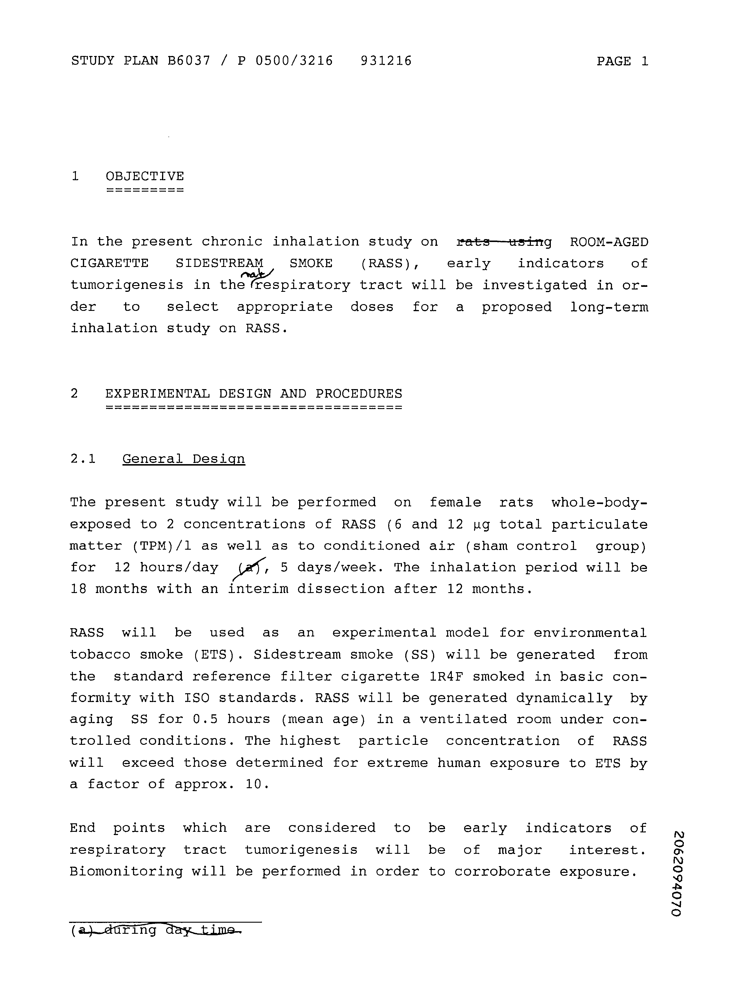 STUDY PLAN B6037 / P 0500/3216 931216 PAGE 1
1 OBJECTIVE
=========
In the present chronic inhalation study on rats using ROOM-AGED
CIGARETTE SIDESTREAM SMOKE (RASS), early indicators of
rat
tumorigenesis in the respiratory tract will be investigated in or-
der to select appropriate doses for a proposed long-term
inhalation study on RASS.
2 EXPERIMENTAL DESIGN AND PROCEDURES
==================================
2.1 General Design
The present study will be performed on female rats whole-body-
exposed to 2 concentrations of RASS (6 and 12 µg total particulate
matter (TPM)/l as well as to conditioned air (sham control group)
for 12 hours/day (a), 5 days/week. The inhalation period will be
18 months with an interim dissection after 12 months.
RASS will be used as an experimental model for environmental
tobacco smoke (ETS). Sidestream smoke (SS) will be generated from
the standard reference filter cigarette 1R4F smoked in basic con-
formity with ISO standards. RASS will be generated dynamically by
aging SS for 0.5 hours (mean age) in a ventilated room under con-
trolled conditions. The highest particle concentration of RASS
will exceed those determined for extreme human exposure to ETS by
a factor of approx. 10.
End points which are considered to be early indicators of
respiratory tract tumorigenesis will be of major interest.
Biomonitoring will be performed in order to corroborate exposure.
(a) during day time.
2062094070